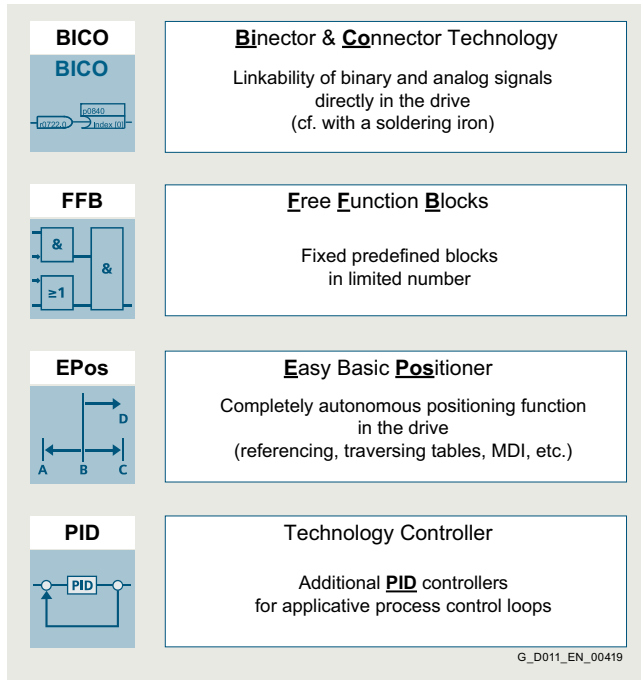 BICO
Binector & Connector Technology
BICO
Linkability of binary and analog signals
directly in the drive
(cf. with a soldering iron)
p0840
r0722.0
Index (0)
FFB
Free Function Blocks
&
&
≥1
Fixed predefined blocks
in limited number
EPos
Easy Basic Positioner
D
A B C
Completely autonomous positioning function
in the drive
(referencing, traversing tables, MDI, etc.)
PID
Technology Controller
PID
Additional PID controllers
for applicative process control loops
G_D011_EN_00419